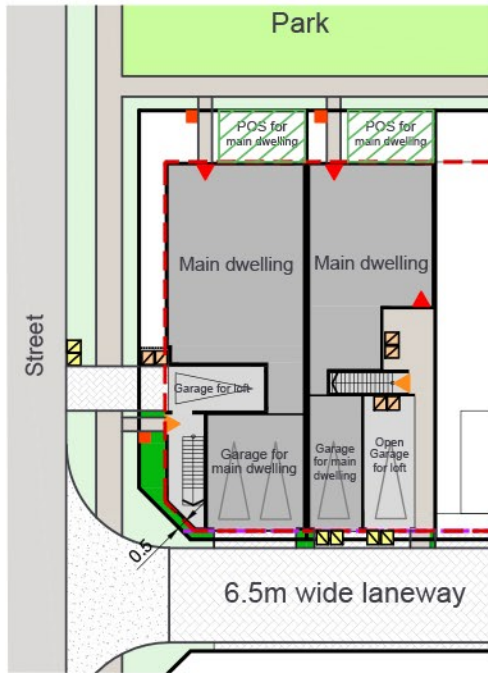 Park
POS for
main dwelling
POS for
main dwelling
Main dwelling
Main dwelling
Street
Garage for loft
Garage for
main dwelling
Garage
for main
dwelling
Open
Garage
for loft
0.5
6.5m wide laneway